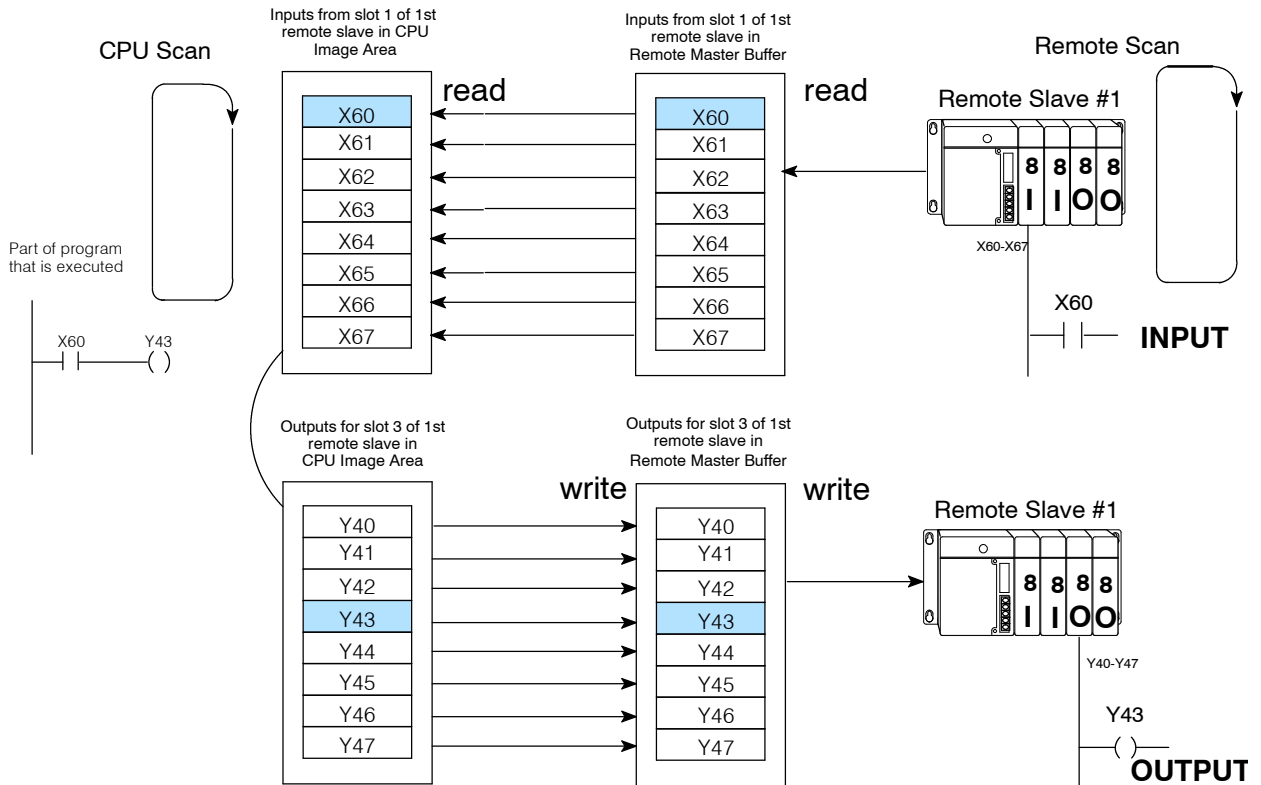 CPU Scan
Inputs from slot 1 of 1st
remote slave in CPU
Image Area
Inputs from slot 1 of 1st
remote slave in
Remote Master Buffer
Remote Scan
read
read
Remote Slave #1
X60
X61
X62
X63
X64
X65
X66
X67
X60
X61
X62
X63
X64
X65
X66
X67
8 8 8 8
I I O O
X60-X67
X60
INPUT
Part of program
that is executed
X60 Y43
Outputs for slot 3 of 1st
remote slave in
CPU Image Area
Outputs for slot 3 of 1st
remote slave in
Remote Master Buffer
write
write
Remote Slave #1
Y40
Y41
Y42
Y43
Y44
Y45
Y46
Y47
Y40
Y41
Y42
Y43
Y44
Y45
Y46
Y47
8 8 8 8
I I O O
Y40-Y47
Y43
OUTPUT